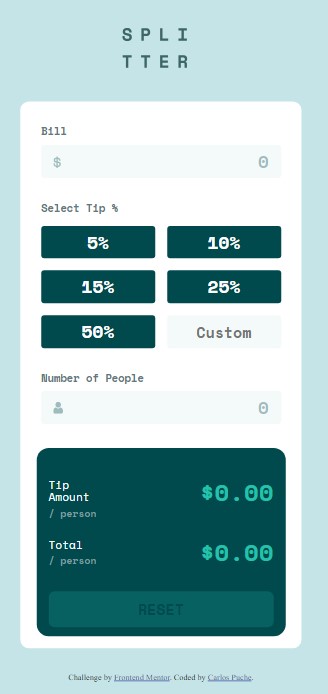 SPLI
TTER
Bill
$ 0
Select Tip %
5% 10%
15% 25%
50% Custom
Number of People
0
Tip
Amount
$0.00
/ person
Total
$0.00
/ person
RESET
Challenge by Frontend Mentor. Coded by Carlos Puche.